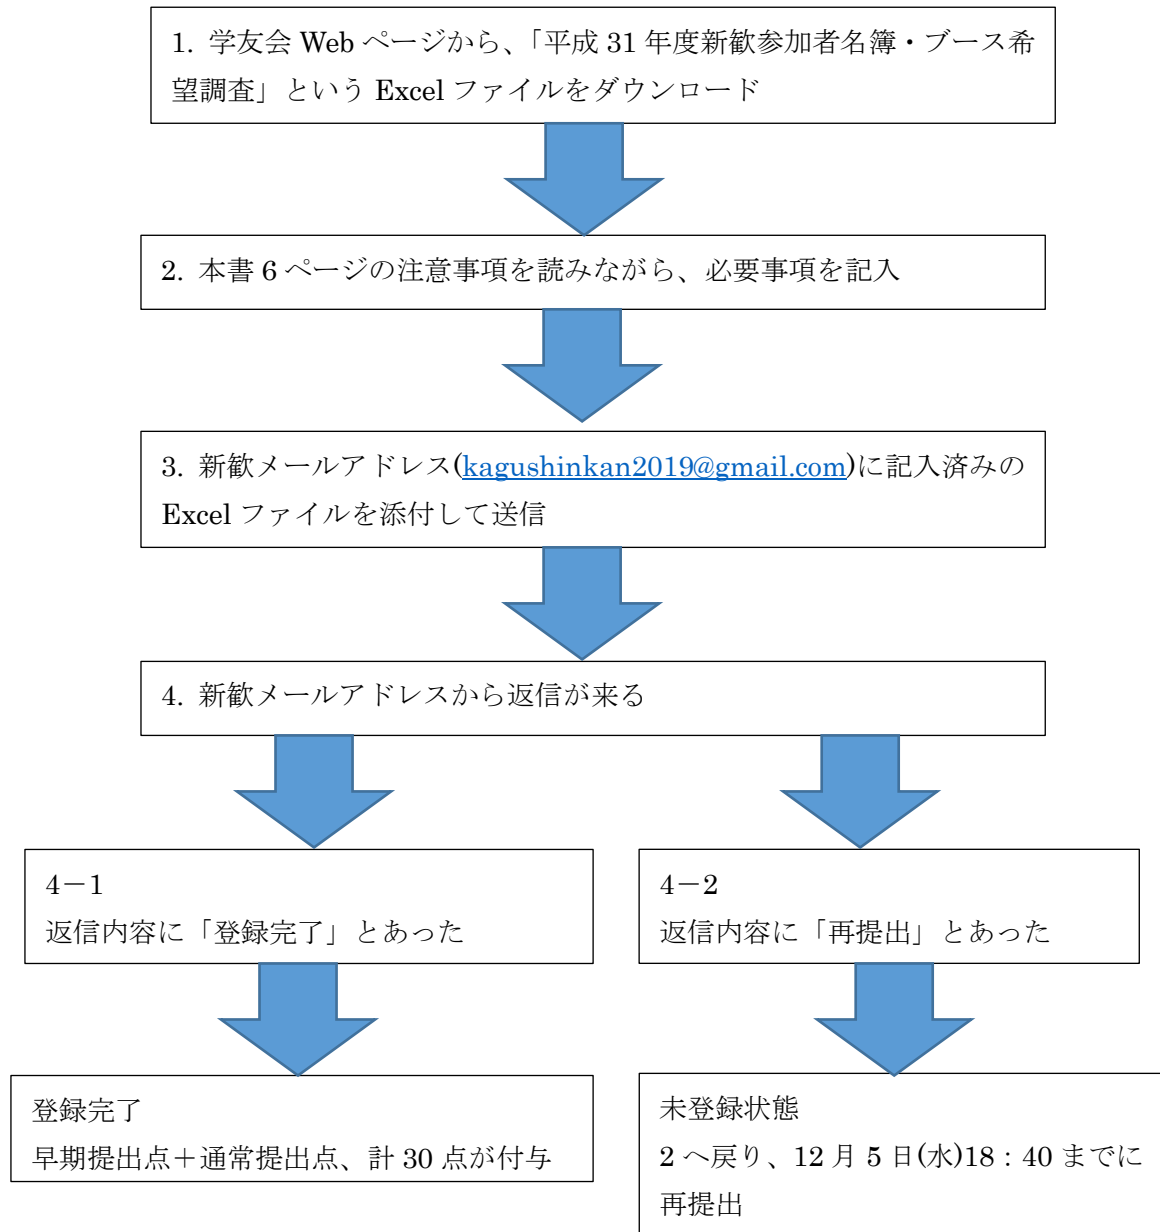 1. 学友会 Web ページから、「平成 31 年度新歓参加者名簿・ブース希
望調査」という Excel ファイルをダウンロード
2. 本書 6 ページの注意事項を読みながら、必要事項を記入
3. 新歓メールアドレス(kagushinkan2019@gmail.com)に記入済みの
Excel ファイルを添付して送信
4. 新歓メールアドレスから返信が来る
4－1
返信内容に「登録完了」とあった
4－2
返信内容に「再提出」とあった
登録完了
早期提出点＋通常提出点、計 30 点が付与
未登録状態
2 へ戻り、12 月 5 日(水)18：40 までに
再提出